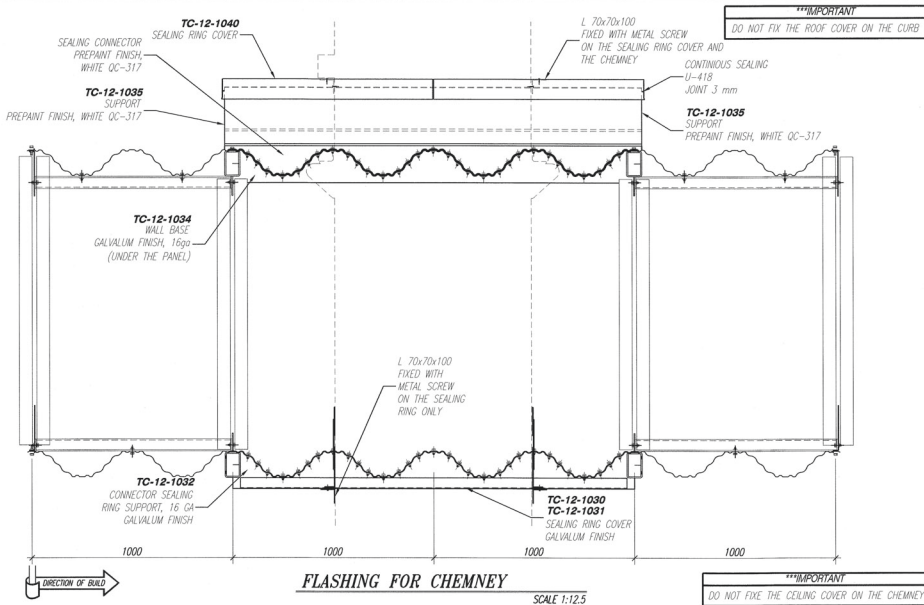 ***IMPORTANT
DO NOT FIX THE ROOF COVER ON THE CURB
TC-12-1040
SEALING RING COVER
SEALING CONNECTOR
PREPAINT FINISH,
WHITE QC-317
TC-12-1035
SUPPORT
PREPAINT FINISH, WHITE QC-317
L 70x70x100
FIXED WITH METAL SCREW
ON THE SEALING RING COVER AND
THE CHEMNEY
CONTINIOUS SEALING
U-418
JOINT 3 mm
TC-12-1035
SUPPORT
PREPAINT FINISH, WHITE QC-317
TC-12-1034
WALL BASE
GALVALUM FINISH, 16ga
(UNDER THE PANEL)
L 70x70x100
FIXED WITH
METAL SCREW
ON THE SEALING
RING ONLY
TC-12-1032
CONNECTOR SEALING
RING SUPPORT, 16 GA
GALVALUM FINISH
TC-12-1030
TC-12-1031
SEALING RING COVER
GALVALUM FINISH
1000
1000
1000
1000
DIRECTION OF BUILD
FLASHING FOR CHEMNEY
SCALE 1:12.5
***IMPORTANT
DO NOT FIXE THE CEILING COVER ON THE CHEMNEY